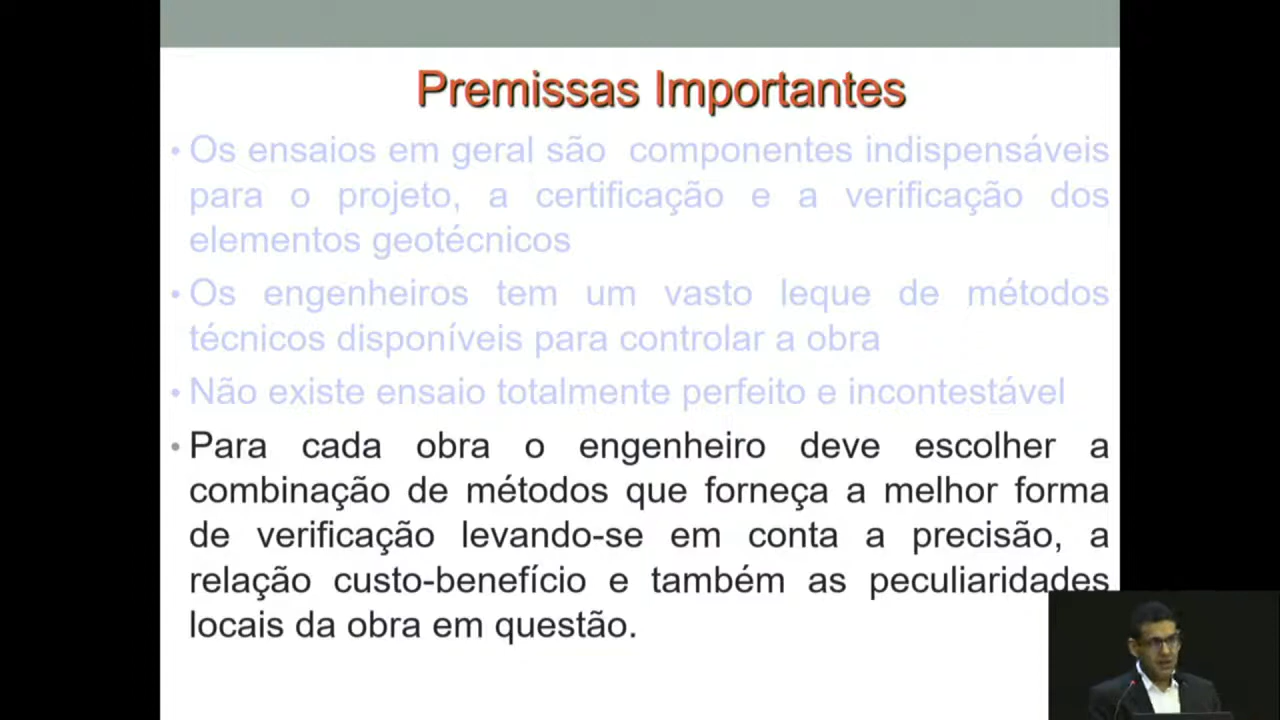 Premissas Importantes
• Os ensaios em geral são componentes indispensáveis
para o projeto, a certificação e a verificação dos
elementos geotécnicos
• Os engenheiros tem um vasto leque de métodos
técnicos disponíveis para controlar a obra
• Não existe ensaio totalmente perfeito e incontestável
• Para cada obra o engenheiro deve escolher a
combinação de métodos que forneça a melhor forma
de verificação levando-se em conta a precisão, a
relação custo-benefício e também as peculiaridades
locais da obra em questão.